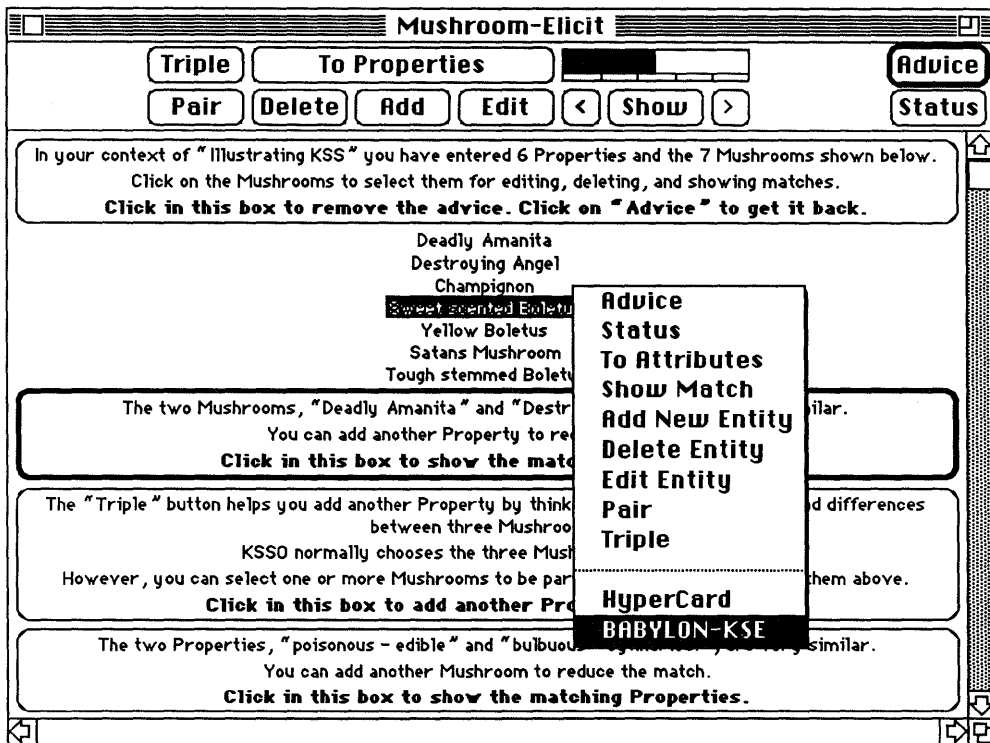 Mushroom-Elicit
Triple To Properties Advice
Pair Delete Add Edit < Show > Status
In your context of "Illustrating KSS" you have entered 6 Properties and the 7 Mushrooms shown below.
Click on the Mushrooms to select them for editing, deleting, and showing matches.
Click in this box to remove the advice. Click on "Advice" to get it back.
Deadly Amanita
Destroying Angel
Champignon
Sweet scented Boletu
Yellow Boletus
Satans Mushroom
Tough stemmed Boletu
The two Mushrooms, "Deadly Amanita" and "Destr ilar.
You can add another Property to re
Click in this box to show the matc
The "Triple" button helps you add another Property by think d differences
between three Mushroo
KSS0 normally chooses the three Mush
However, you can select one or more Mushrooms to be par them above.
Click in this box to add another Pro
The two Properties, "poisonous - edible" and "bulbuous similar.
You can add another Mushroom to reduce the match.
Click in this box to show the matching Properties.
Advice
Status
To Attributes
Show Match
Add New Entity
Delete Entity
Edit Entity
Pair
Triple
HyperCard
BABYLON-KSE